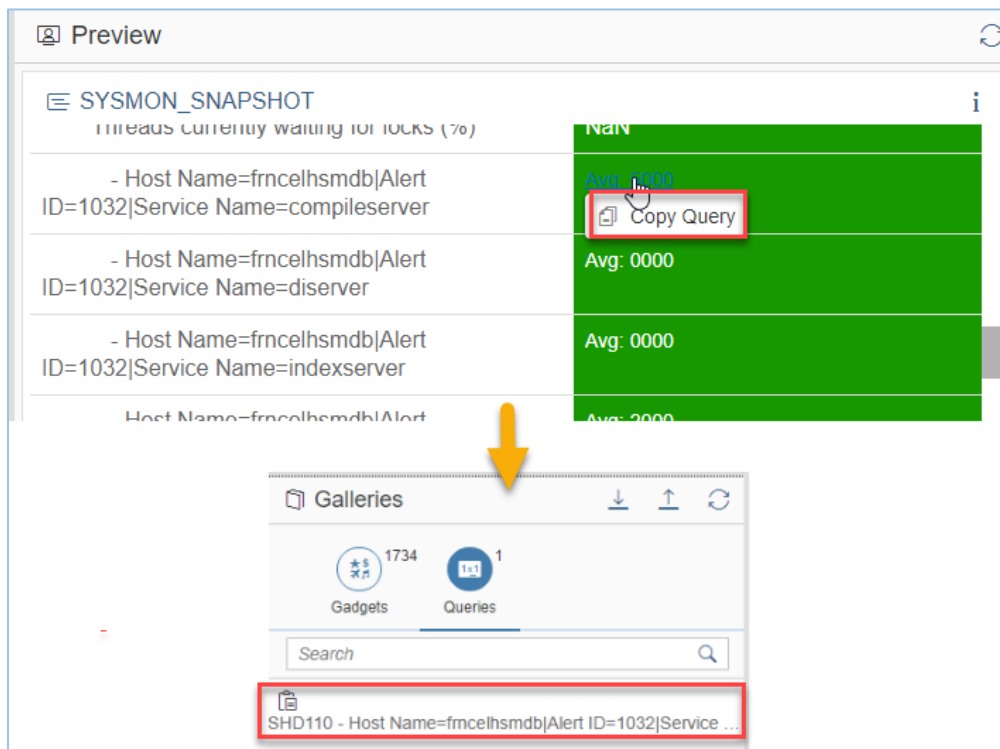 Preview
SYSMON_SNAPSHOT
i
Threads currently waiting for locks (%)
NaN
- Host Name=frncelhsmdb|Alert
ID=1032|Service Name=compileserver
Avg:
Copy Query
- Host Name=frncelhsmdb|Alert
ID=1032|Service Name=diserver
Avg: 0000
- Host Name=frncelhsmdb|Alert
ID=1032|Service Name=indexserver
Avg: 0000
Host Name=frncelhsmdb|Alert
Avg: 2000
Galleries
1734
1
1x1
Gadgets
Queries
Search
SHD110 - Host Name=frncelhsmdb|Alert ID=1032|Service ...